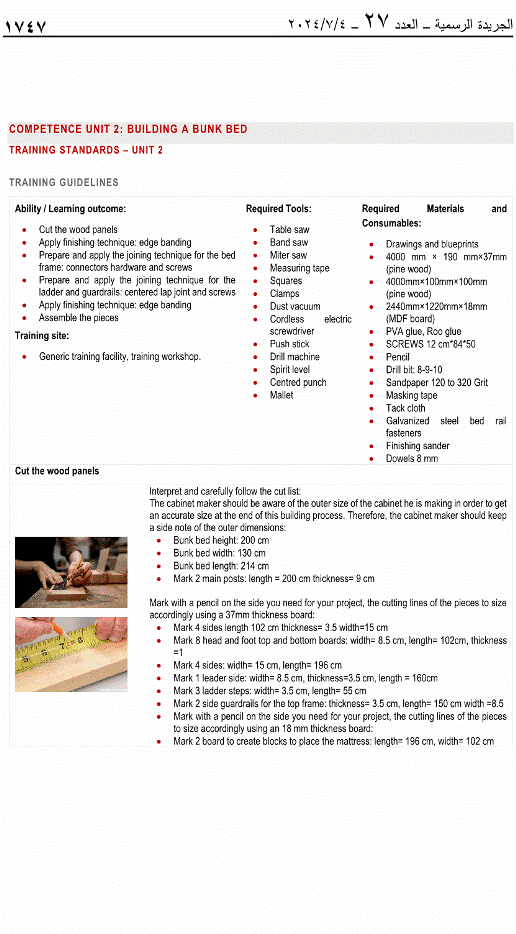 ١٧٤٧
الجريدة الرسمية ــ العدد ٢٧ ــ ٢٠٢٤/٧/٤
COMPETENCE UNIT 2: BUILDING A BUNK BED
TRAINING STANDARDS – UNIT 2
TRAINING GUIDELINES
Ability / Learning outcome:
• Cut the wood panels
• Apply finishing technique: edge banding
• Prepare and apply the joining technique for the bed
frame: connectors hardware and screws
• Prepare and apply the joining technique for the
ladder and guardrails: centered lap joint and screws
• Apply finishing technique: edge banding
• Assemble the pieces
Training site:
• Generic training facility, training workshop.
Required Tools:
• Table saw
• Band saw
• Miter saw
• Measuring tape
• Squares
• Clamps
• Dust vacuum
• Cordless electric
screwdriver
• Push stick
• Drill machine
• Spirit level
• Centred punch
• Mallet
Required Materials and
Consumables:
• Drawings and blueprints
• 4000 mm × 190 mm×37mm
(pine wood)
• 4000mm×100mm×100mm
(pine wood)
• 2440mm×1220mm×18mm
(MDF board)
• PVA glue, Roo glue
• SCREWS 12 cm*84*50
• Pencil
• Drill bit: 8-9-10
• Sandpaper 120 to 320 Grit
• Masking tape
• Tack cloth
• Galvanized steel bed rail
fasteners
• Finishing sander
• Dowels 8 mm
Cut the wood panels
Interpret and carefully follow the cut list:
The cabinet maker should be aware of the outer size of the cabinet he is making in order to get
an accurate size at the end of this building process. Therefore, the cabinet maker should keep
a side note of the outer dimensions:
• Bunk bed height: 200 cm
• Bunk bed width: 130 cm
• Bunk bed length: 214 cm
• Mark 2 main posts: length = 200 cm thickness= 9 cm
Mark with a pencil on the side you need for your project, the cutting lines of the pieces to size
accordingly using a 37mm thickness board:
• Mark 4 sides length 102 cm thickness= 3.5 width=15 cm
• Mark 8 head and foot top and bottom boards: width= 8.5 cm, length= 102cm, thickness
=1
• Mark 4 sides: width= 15 cm, length= 196 cm
• Mark 1 leader side: width= 8.5 cm, thickness=3.5 cm, length = 160cm
• Mark 3 ladder steps: width= 3.5 cm, length= 55 cm
• Mark 2 side guardrails for the top frame: thickness= 3.5 cm, length= 150 cm width =8.5
• Mark with a pencil on the side you need for your project, the cutting lines of the pieces
to size accordingly using an 18 mm thickness board:
• Mark 2 board to create blocks to place the mattress: length= 196 cm, width= 102 cm
5 6 7 8